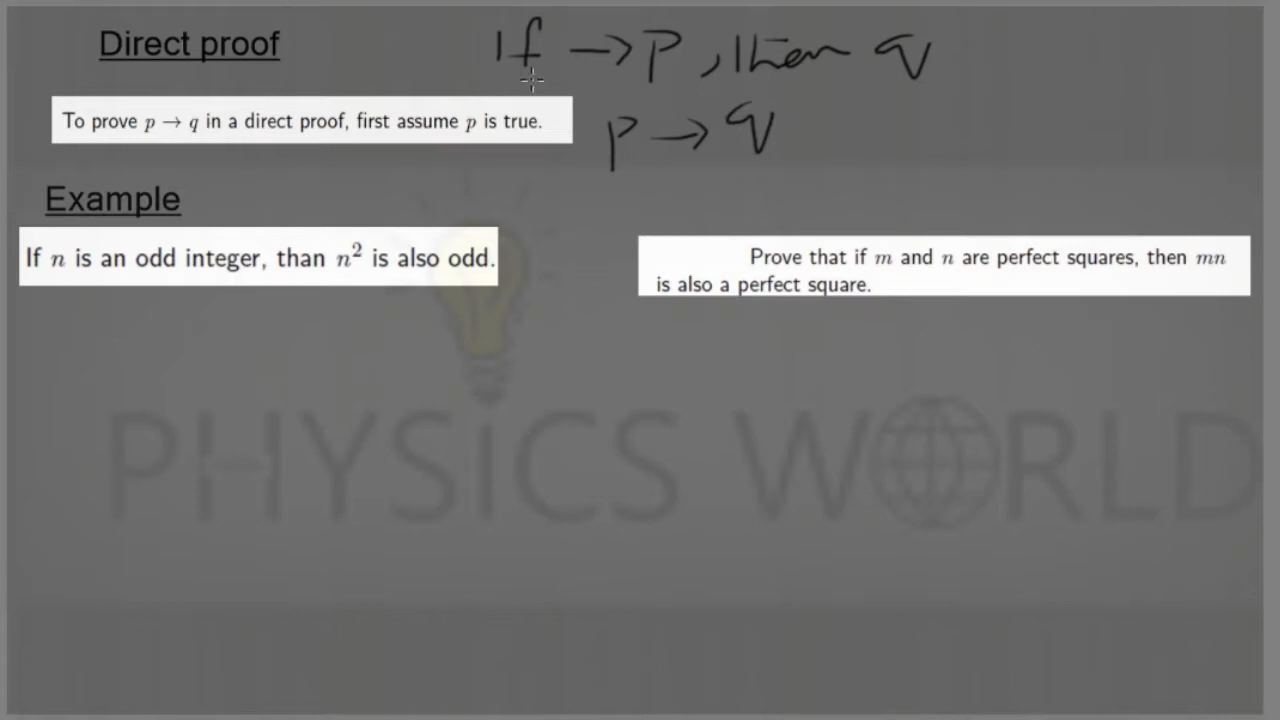 Direct proof
If → p , then q
To prove p → q in a direct proof, first assume p is true.
p → q
Example
If n is an odd integer, than n² is also odd.
Prove that if m and n are perfect squares, then mn
is also a perfect square.
PHYSiCS WORLD